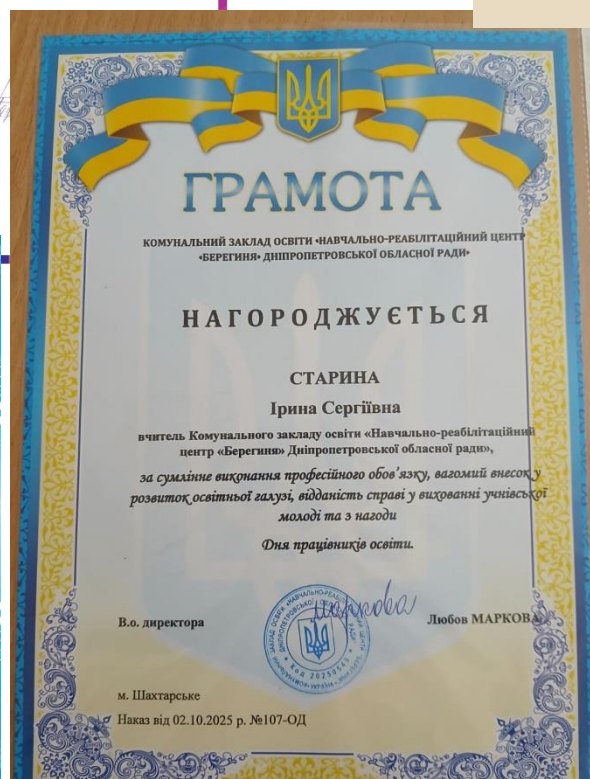 ГРАМОТА
КОМУНАЛЬНИЙ ЗАКЛАД ОСВІТИ «НАВЧАЛЬНО-РЕАБІЛІТАЦІЙНИЙ ЦЕНТР
«БЕРЕГИНЯ» ДНІПРОПЕТРОВСЬКОЇ ОБЛАСНОЇ РАДИ»
НАГОРОДЖУЄТЬСЯ
СТАРИНА
Ірина Сергіївна
вчитель Комунального закладу освіти «Навчально-реабілітаційний
центр «Берегиня» Дніпропетровської обласної ради»,
за сумлінне виконання професійного обов’язку, вагомий внесок у
розвиток освітньої галузі, відданість справі у вихованні учнівської
молоді та з нагоди
Дня працівників освіти.
В.о. директора
Любов МАРКОВА
м. Шахтарське
Наказ від 02.10.2025 р. №107-ОД